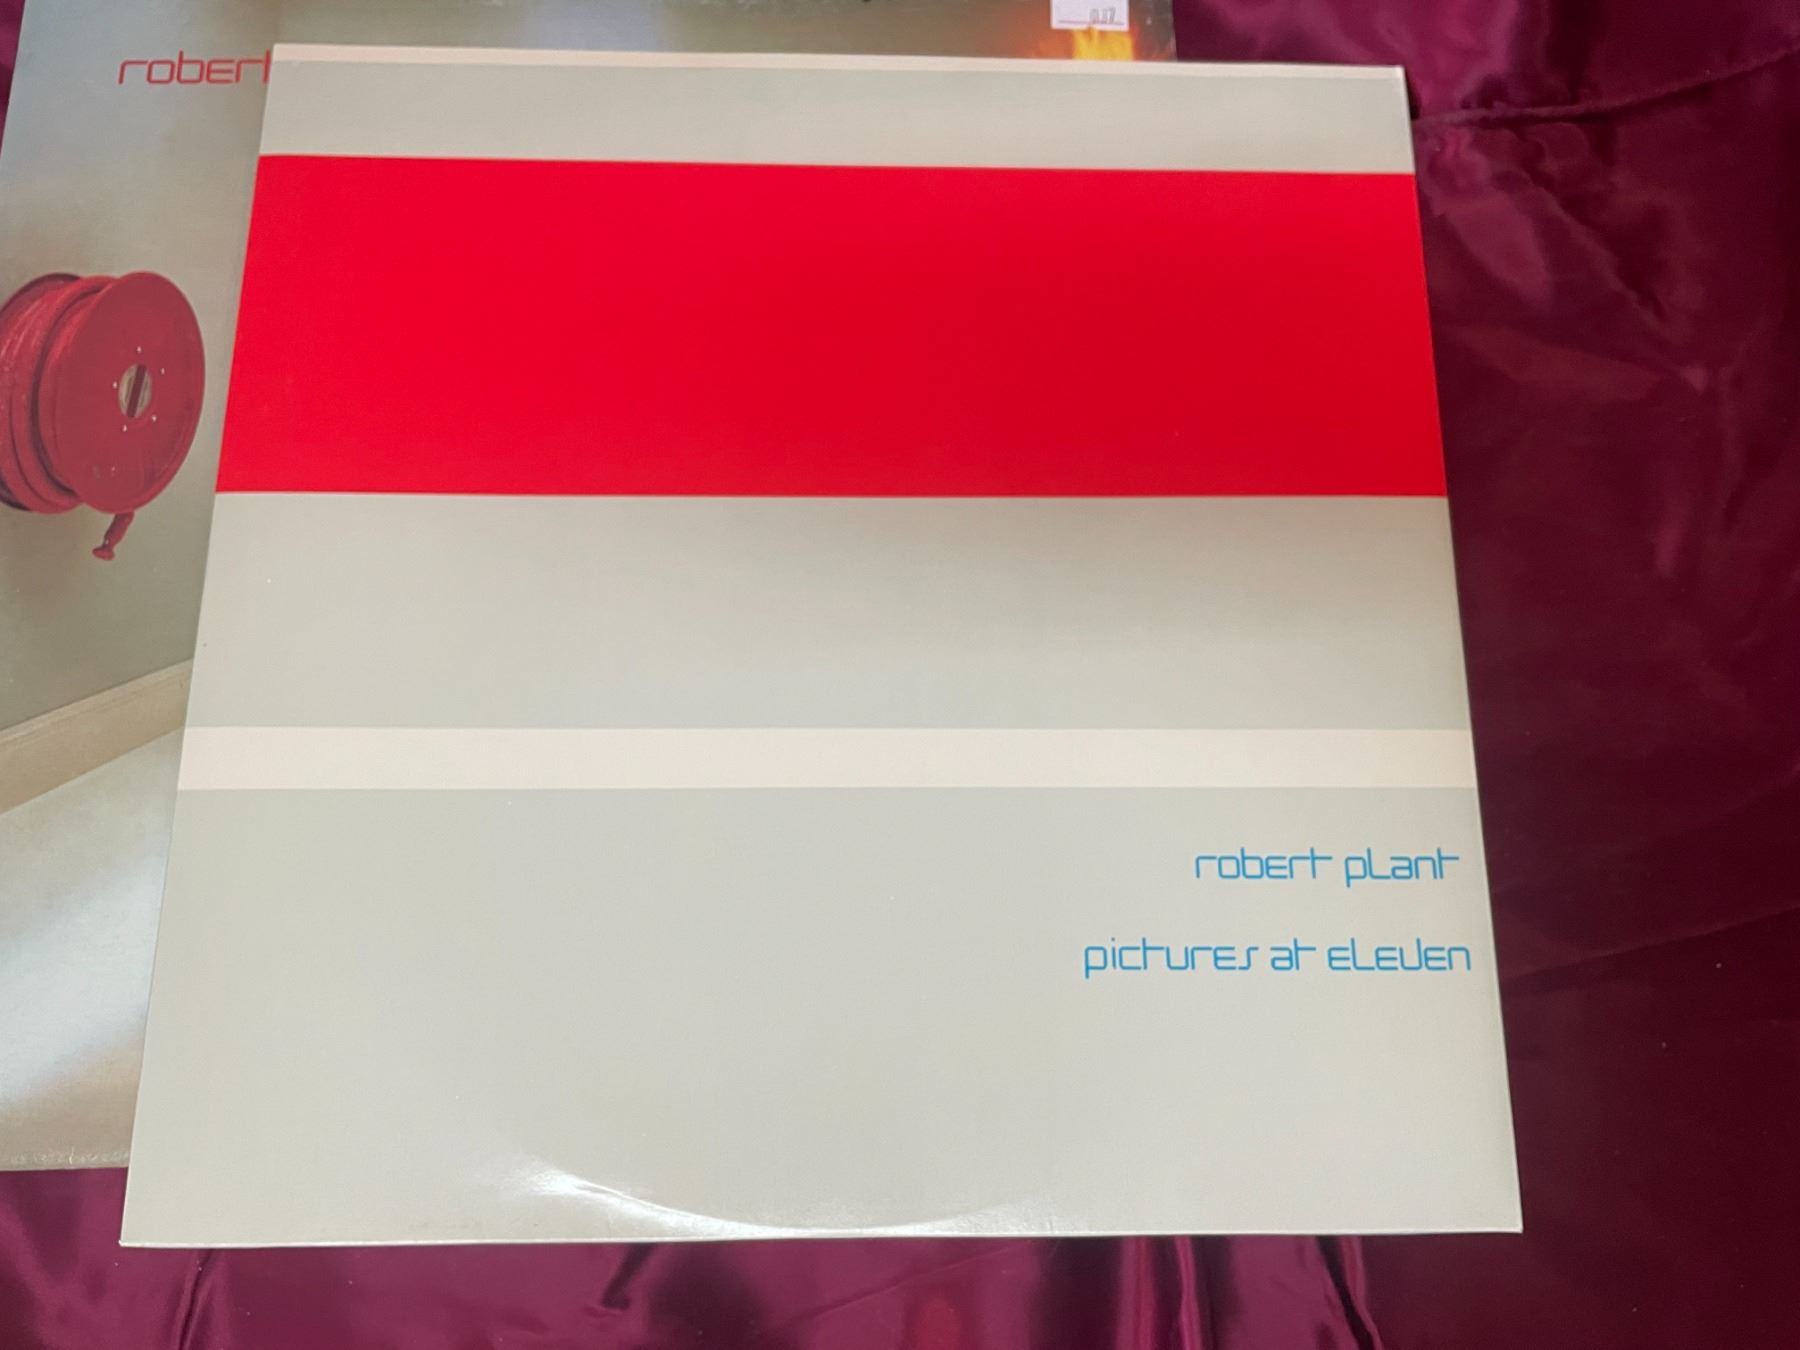 robert
robert plant
pictures at eleven